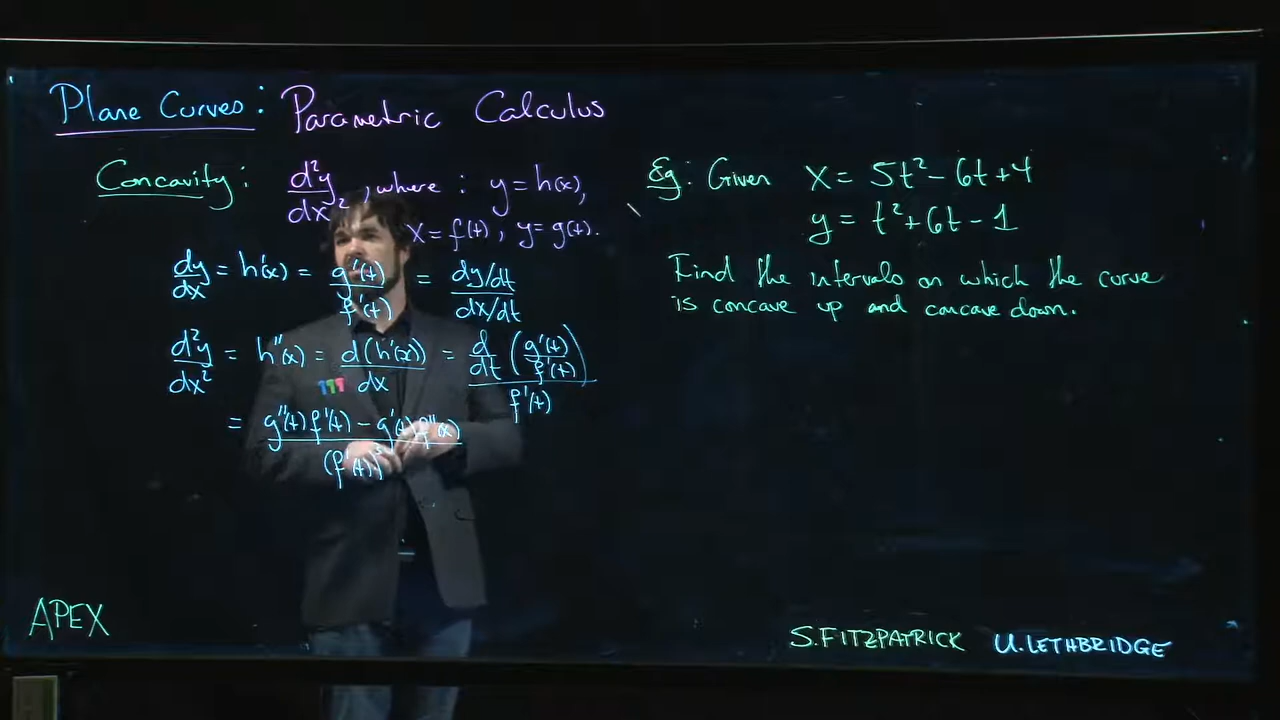 Plane Curves: Parametric Calculus
Concavity: d²y/dx², where: y = h(x),
x = f(t), y = g(t).
dy/dx = h'(x) = g'(t)/f'(t) = (dy/dt)/(dx/dt)
d²y/dx² = h''(x) = d(h'(x))/dx = d/dt (g'(t)/f'(t))/f'(t)
= (g''(t)f'(t) - g'(t)f''(x))/(f'(t))³
Eg: Given x = 5t² - 6t + 4
y = t² + 6t - 1
Find the intervals on which the curve
is concave up and concave down.
APEX
S.FITZPATRICK U.LETHBRIDGE